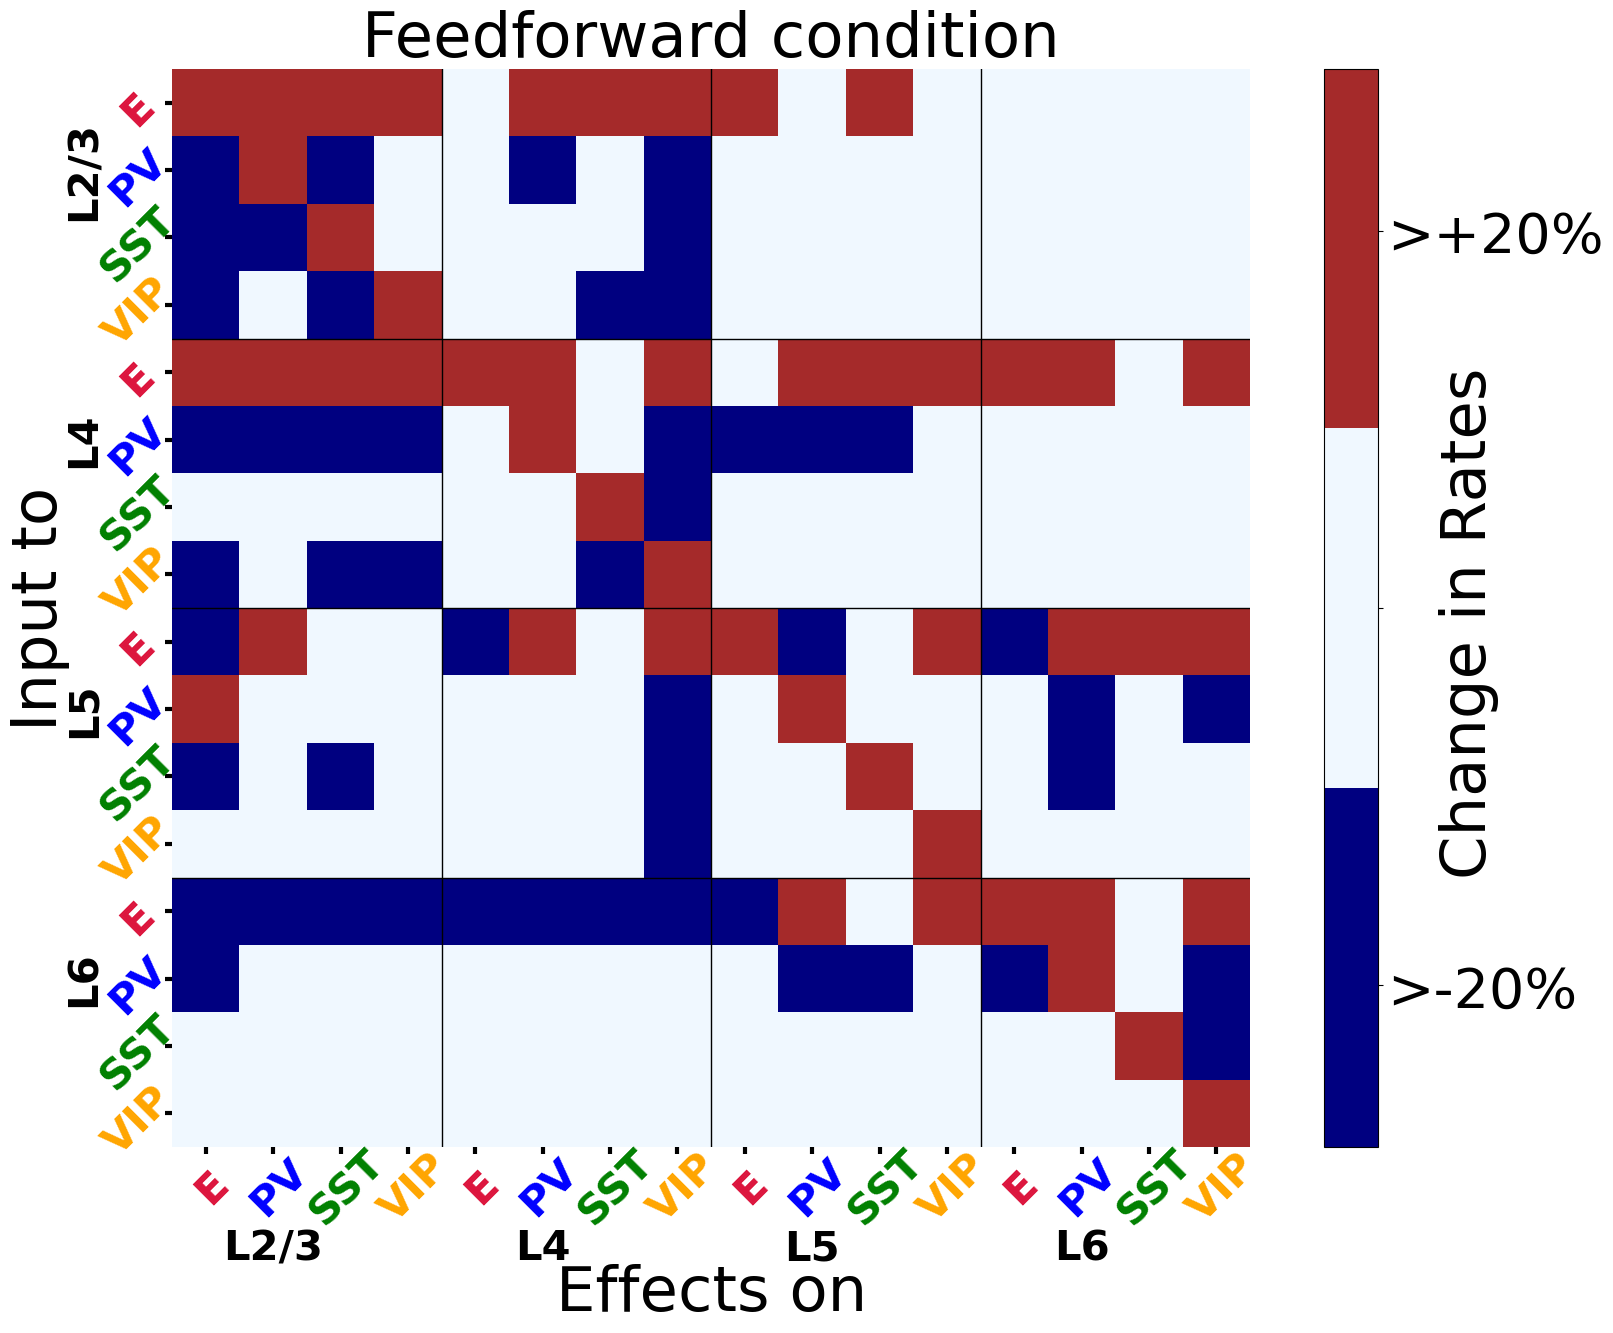 Feedforward condition
Input to
L2/3
E
PV
SST
VIP
L4
E
PV
SST
VIP
L5
E
PV
SST
VIP
L6
E
PV
SST
VIP
E PV SST VIP E PV SST VIP E PV SST VIP E PV SST VIP
L2/3 L4 L5 L6
Effects on
>+20%
>-20%
Change in Rates